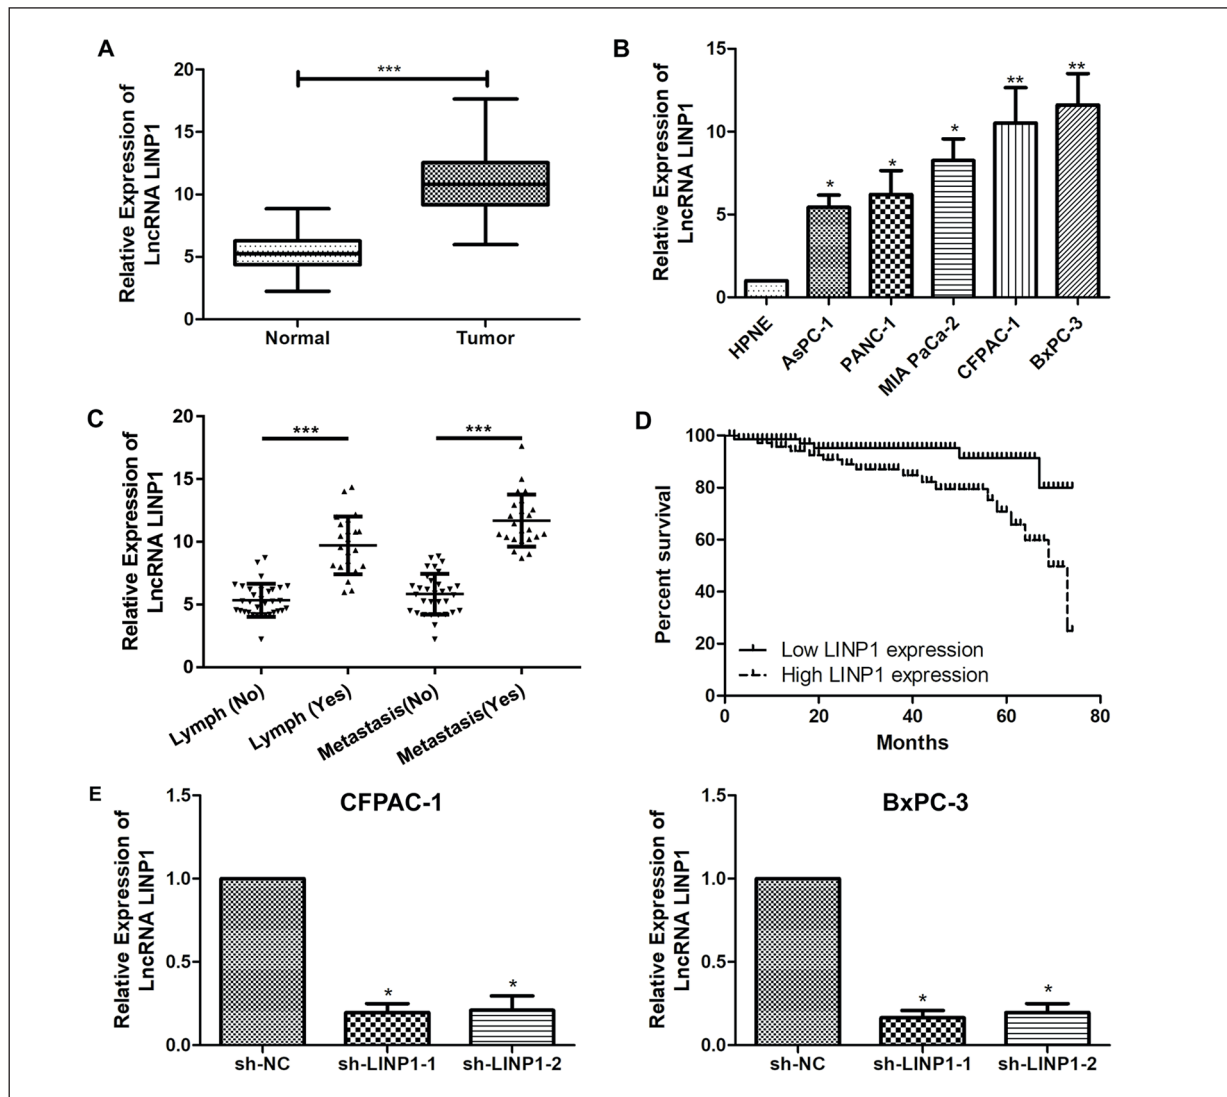 A
Relative Expression of
LncRNA LINP1
20
15
10
5
0
***
Normal
Tumor
B
Relative Expression of
LncRNA LINP1
15
10
5
0
*
*
*
**
**
HPNE
AsPC-1
PANC-1
MIA PaCa-2
CFPAC-1
BxPC-3
C
Relative Expression of
LncRNA LINP1
20
15
10
5
0
***
***
Lymph (No)
Lymph (Yes)
Metastasis(No)
Metastasis(Yes)
D
Percent survival
100
80
60
40
20
0
Low LINP1 expression
High LINP1 expression
0
20
40
60
80
Months
E
CFPAC-1
Relative Expression of
LncRNA LINP1
1.5
1.0
0.5
0.0
*
*
sh-NC
sh-LINP1-1
sh-LINP1-2
BxPC-3
Relative Expression of
LncRNA LINP1
1.5
1.0
0.5
0.0
*
*
sh-NC
sh-LINP1-1
sh-LINP1-2